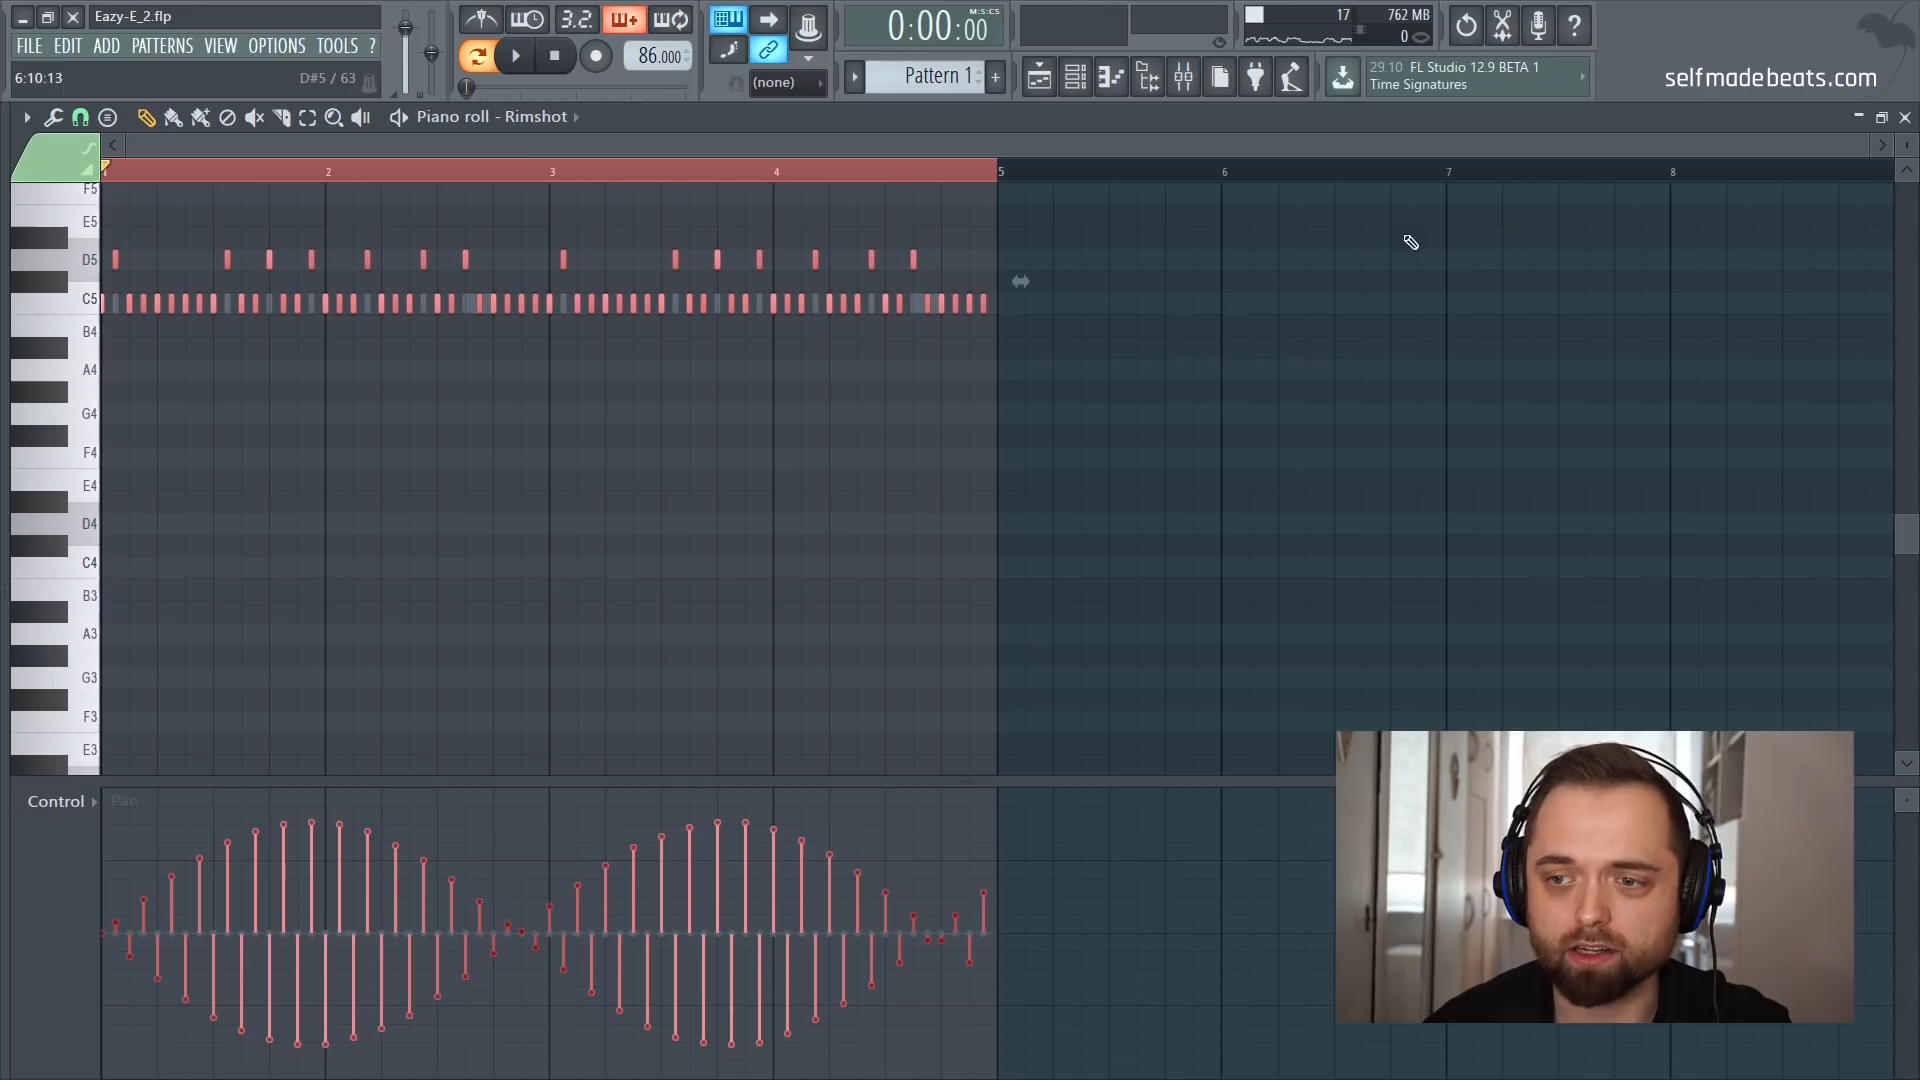 Eazy-E_2.flp
FILE EDIT ADD PATTERNS VIEW OPTIONS TOOLS ?
6:10:13 D#5 / 63
3.2.
86.000
0:00:00
M:S:CS
(none)
Pattern 1
17 762 MB
0
29.10 FL Studio 12.9 BETA 1
Time Signatures
selfmadebeats.com
Piano roll - Rimshot
1 2 3 4 5 6 7 8
F5
E5
D5
C5
B4
A4
G4
F4
E4
D4
C4
B3
A3
G3
F3
E3
Control
Pan